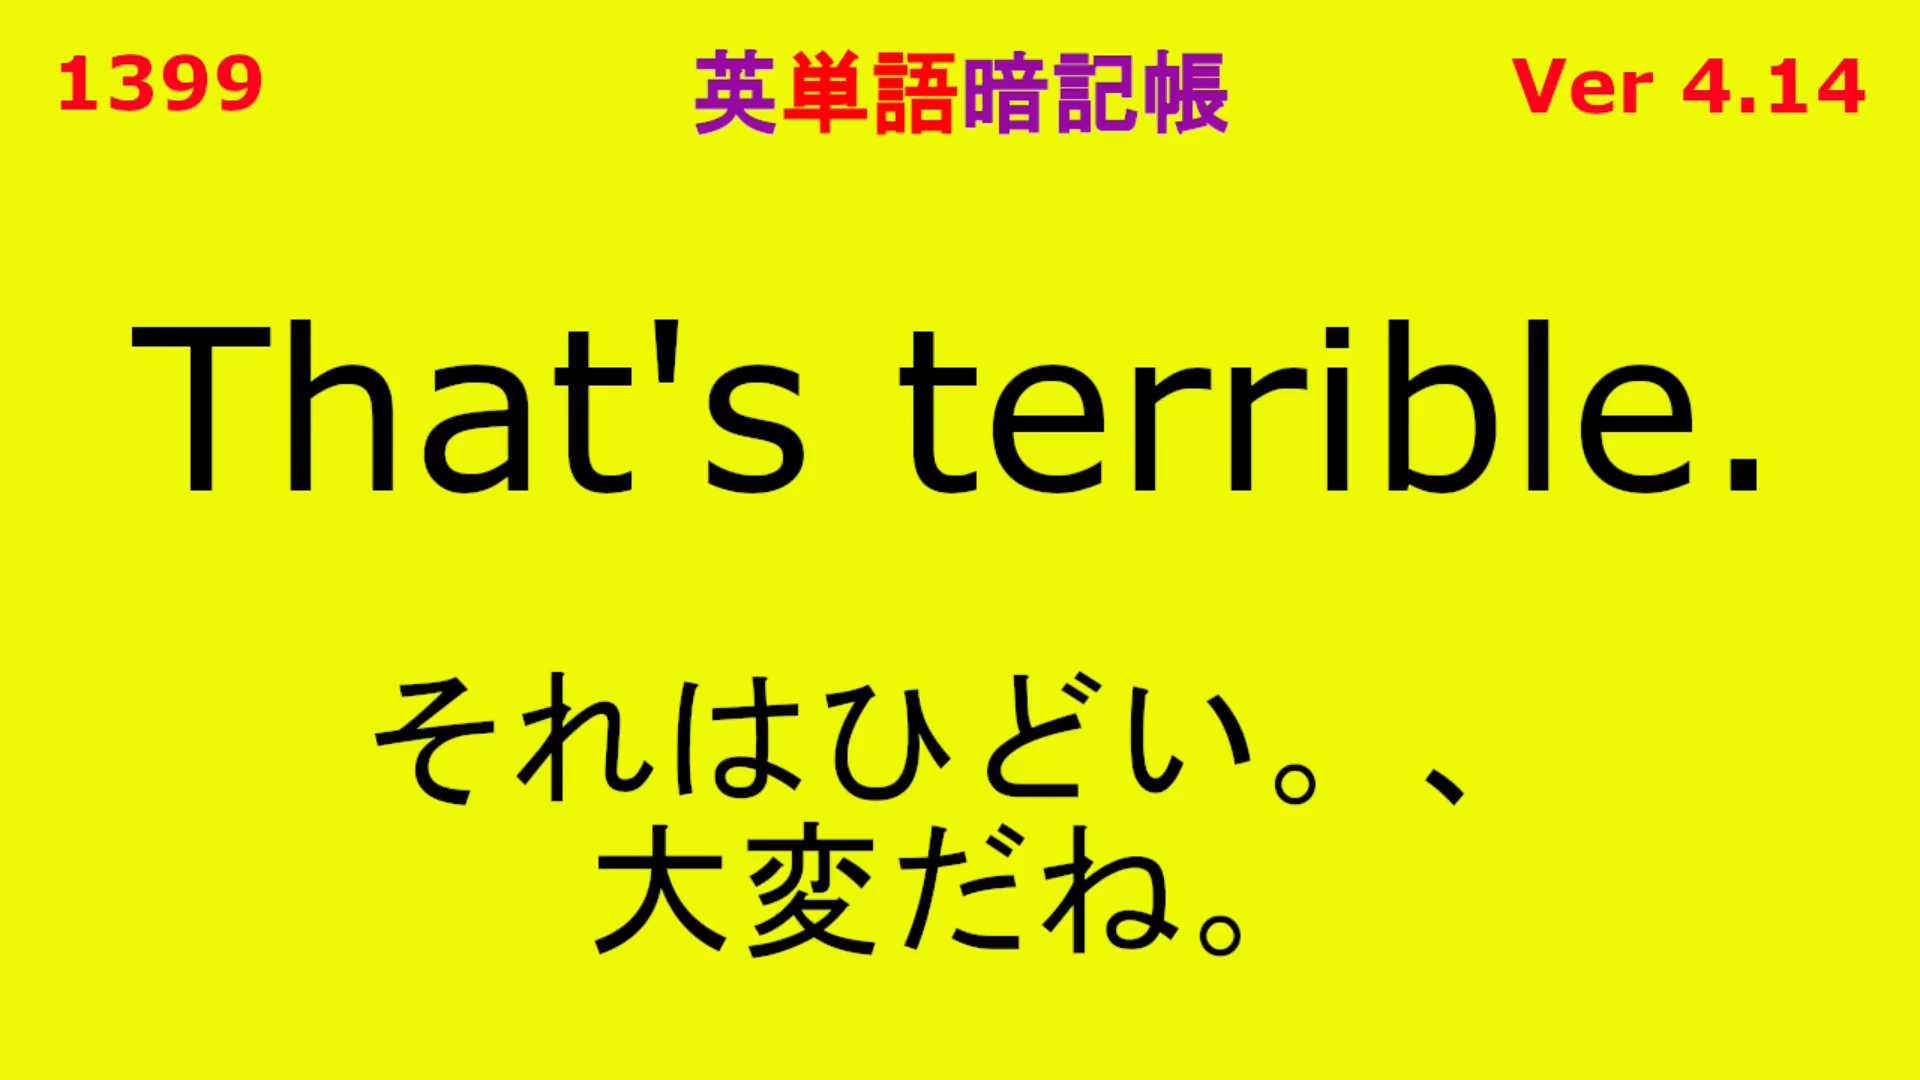 1399 英単語暗記帳 Ver 4.14
That's terrible.
それはひどい。、
大変だね。